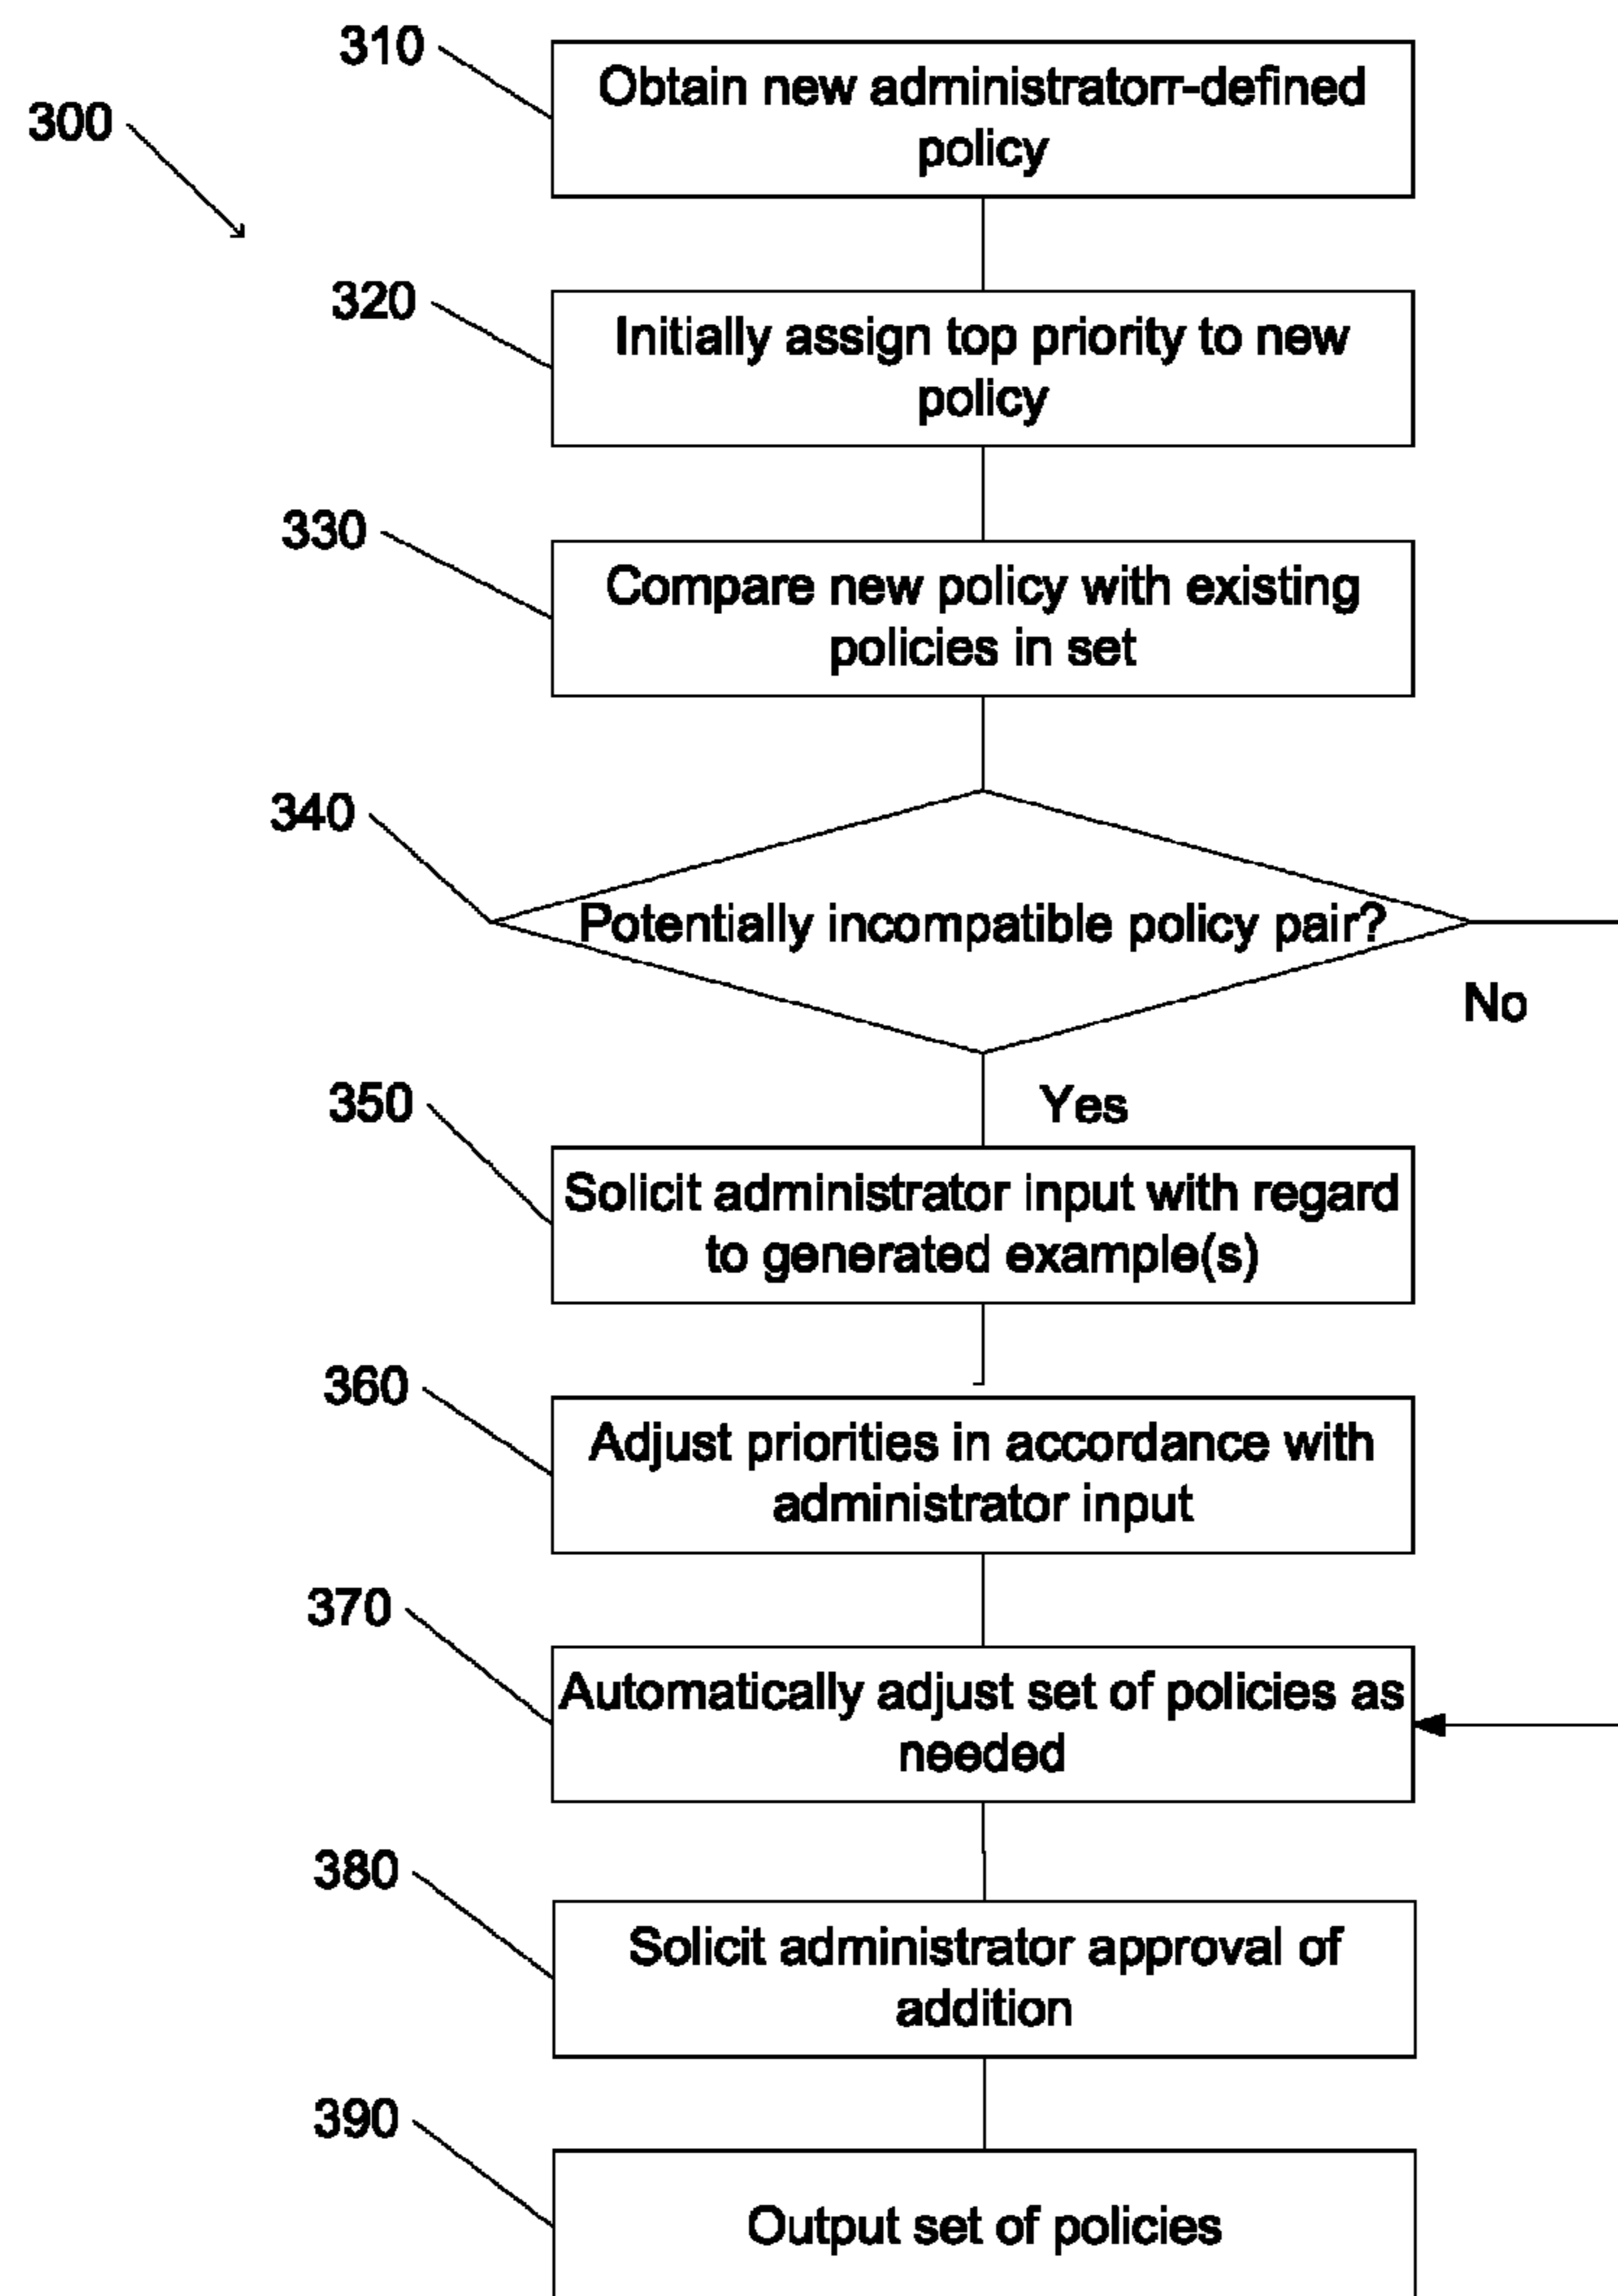 310
Obtain new administratorr-defined
policy
300
320
Initially assign top priority to new
policy
330
Compare new policy with existing
policies in set
340
Potentially incompatible policy pair?
No
Yes
350
Solicit administrator input with regard
to generated example(s)
360
Adjust priorities in accordance with
administrator input
370
Automatically adjust set of policies as
needed
380
Solicit administrator approval of
addition
390
Output set of policies